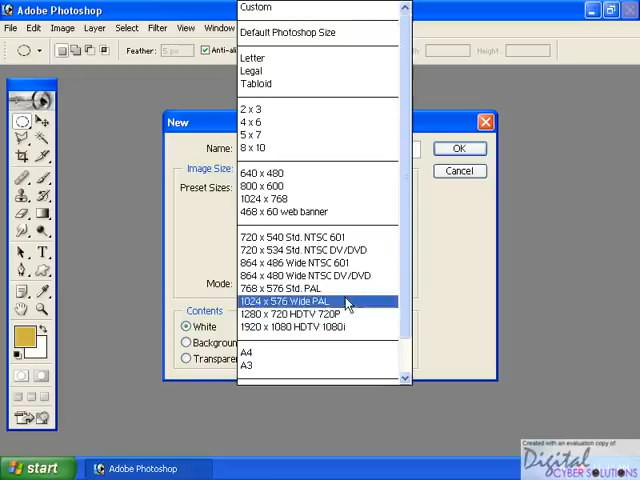 Adobe Photoshop
Custom
File Edit Image Layer Select
Default Photoshop Size
Feather: 5 px Anti-ali
Width: Height:
Letter
Legal
Tabloid
2 x 3
4 x 6
5 x 7
8 x 10
New
Name:
OK
Cancel
Image Size
Preset Sizes:
640 x 480
800 x 600
1024 x 768
468 x 60 web banner
720 x 540 Std. NTSC 601
720 x 534 Std. NTSC DV/DVD
864 x 486 Wide NTSC 601
864 x 480 Wide NTSC DV/DVD
768 x 576 Std. PAL
1024 x 576 Wide PAL
1280 x 720 HDTV 720P
1920 x 1080 HDTV 1080i
Mode:
Contents
White
Backgroun
Transpare
A4
A3
start
Adobe Photoshop
Created with an evaluation copy of
Digital
CYBER SOLUTIONS